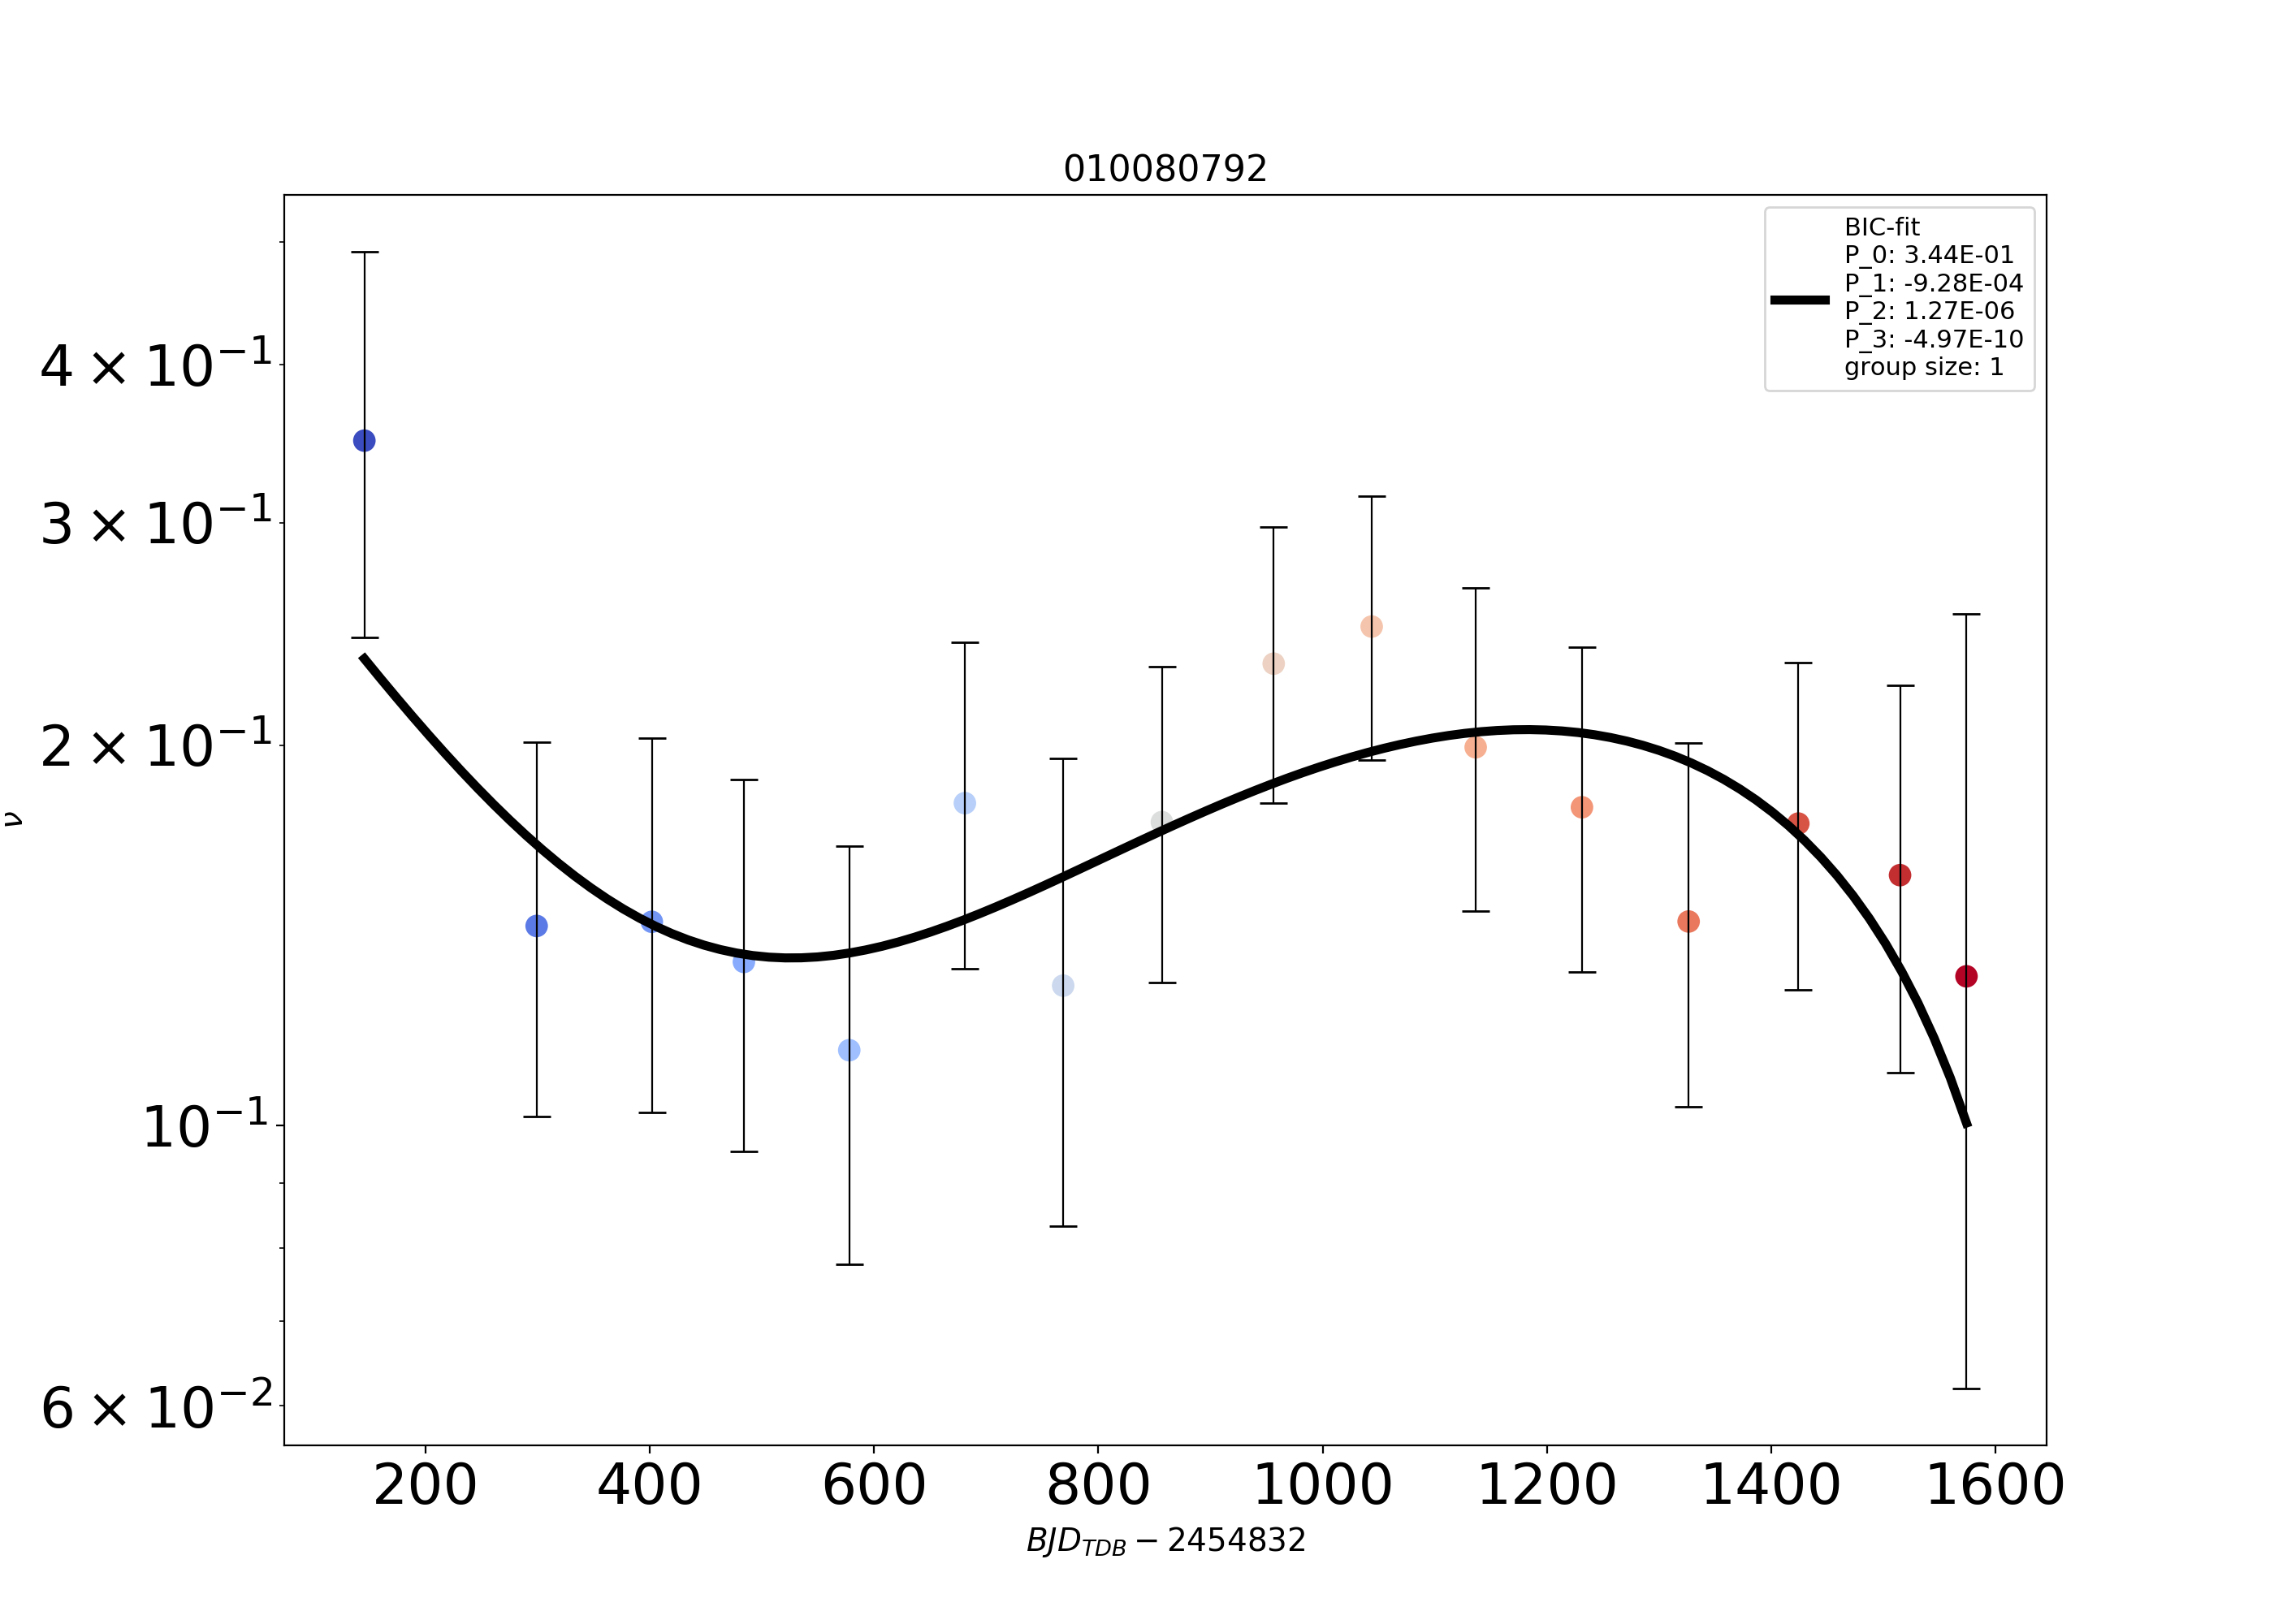 010080792
BIC-fit
P_0: 3.44E-01
P_1: -9.28E-04
P_2: 1.27E-06
P_3: -4.97E-10
group size: 1
4 × 10⁻¹
3 × 10⁻¹
2 × 10⁻¹
10⁻¹
6 × 10⁻²
ν
200 400 600 800 1000 1200 1400 1600
BJD_TDB − 2454832